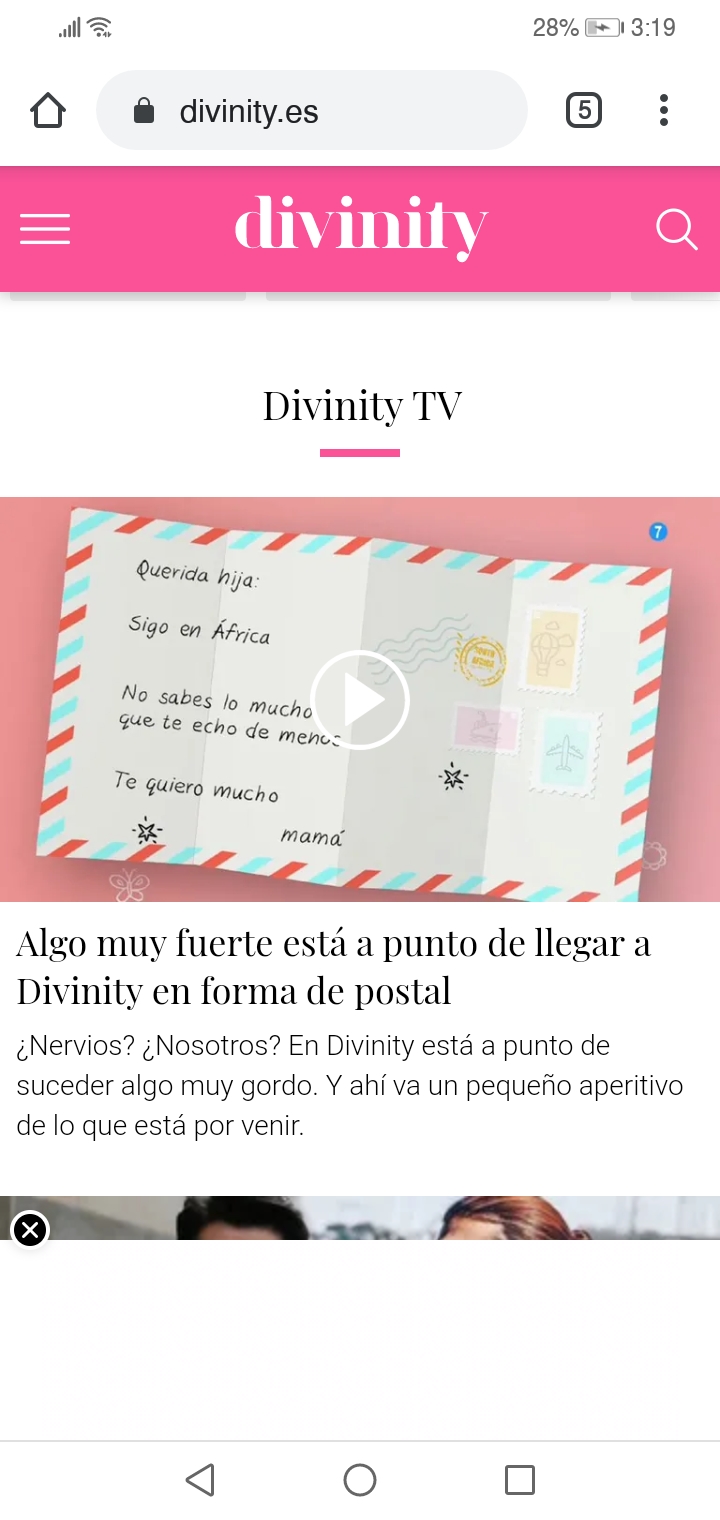 28% 3:19
divinity.es
5
divinity
Divinity TV
7
Querida hija:
Sigo en África
No sabes lo mucho
que te echo de menos
Te quiero mucho
mamá
Algo muy fuerte está a punto de llegar a
Divinity en forma de postal
¿Nervios? ¿Nosotros? En Divinity está a punto de
suceder algo muy gordo. Y ahí va un pequeño aperitivo
de lo que está por venir.